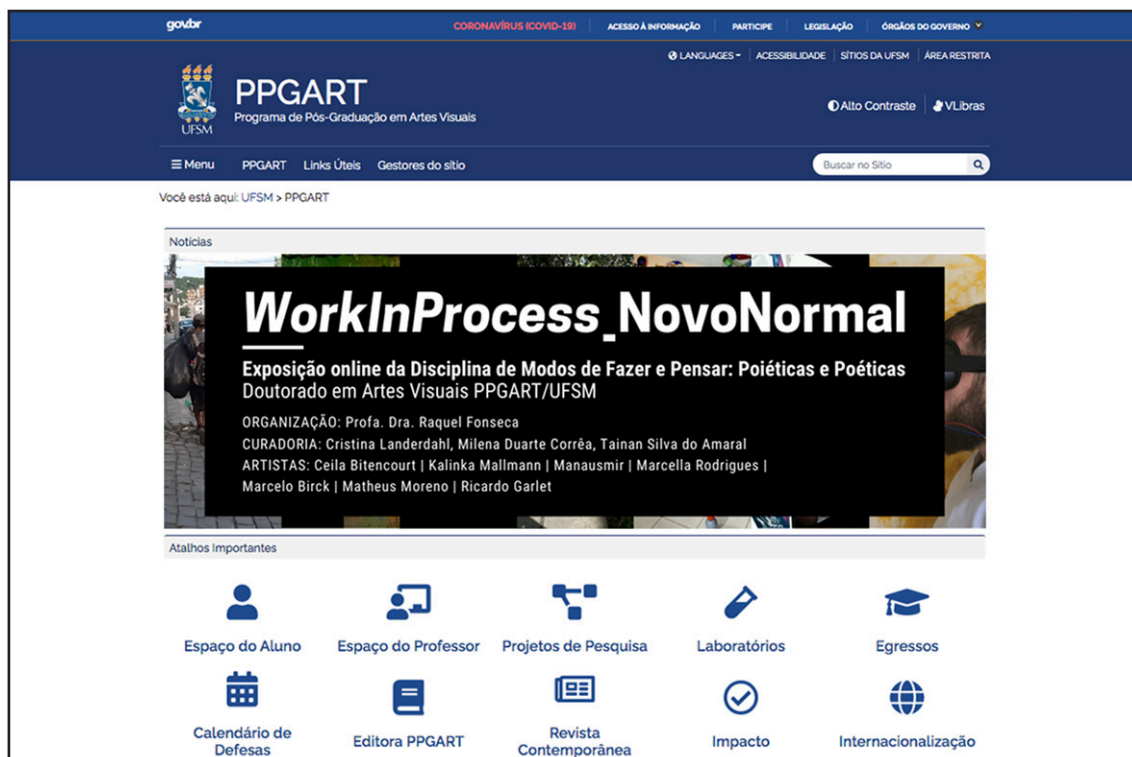 gov.br
CORONAVÍRUS (COVID-19) ACESSO À INFORMAÇÃO PARTICIPE LEGISLAÇÃO ÓRGÃOS DO GOVERNO
LANGUAGES ACESSIBILIDADE SÍTIOS DA UFSM ÁREA RESTRITA
UFSM
PPGART
Programa de Pós-Graduação em Artes Visuais
Alto Contraste VLibras
Menu PPGART Links Úteis Gestores do sítio Buscar no Sítio
Você está aqui: UFSM > PPGART
Notícias
WorkInProcess_NovoNormal
Exposição online da Disciplina de Modos de Fazer e Pensar: Poiéticas e Poéticas
Doutorado em Artes Visuais PPGART/UFSM
ORGANIZAÇÃO: Profa. Dra. Raquel Fonseca
CURADORIA: Cristina Landerdahl, Milena Duarte Corrêa, Tainan Silva do Amaral
ARTISTAS: Ceila Bitencourt | Kalinka Mallmann | Manausmir | Marcella Rodrigues |
Marcelo Birck | Matheus Moreno | Ricardo Garlet
Atalhos Importantes
Espaço do Aluno Espaço do Professor Projetos de Pesquisa Laboratórios Egressos
Calendário de Defesas Editora PPGART Revista Contemporânea Impacto Internacionalização